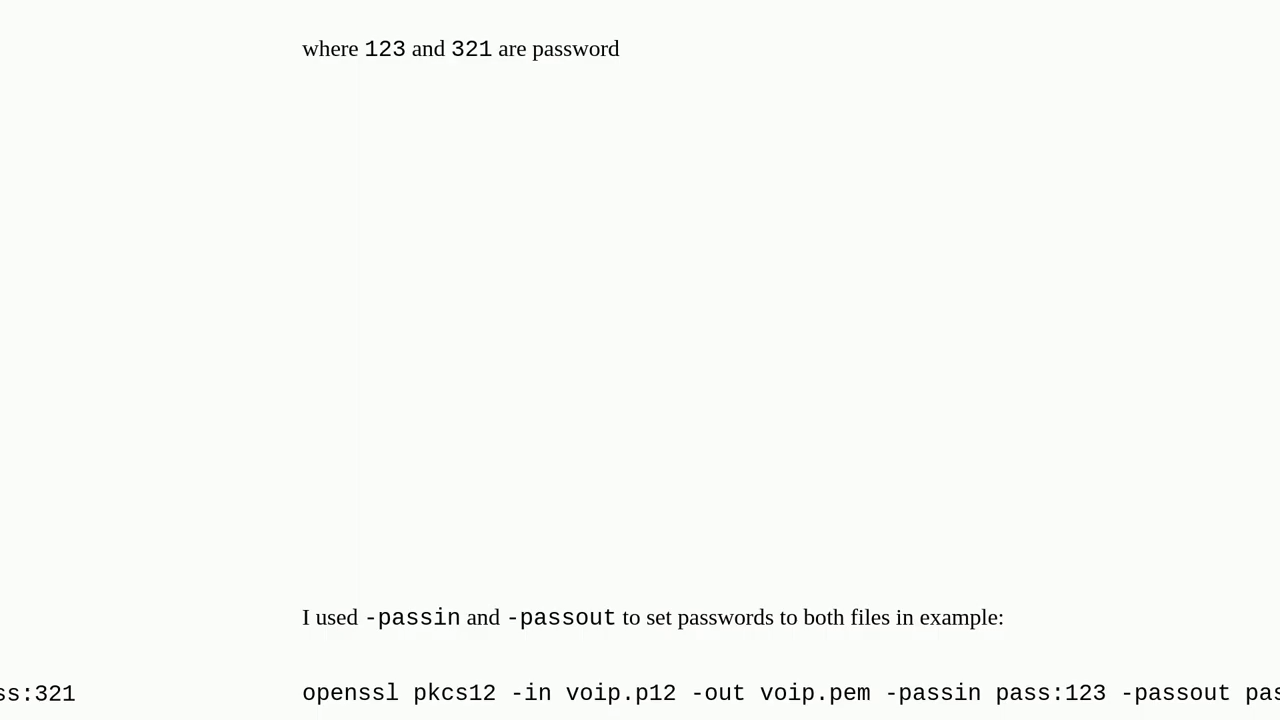 where 123 and 321 are password
I used -passin and -passout to set passwords to both files in example:
ss:321
openssl pkcs12 -in voip.p12 -out voip.pem -passin pass:123 -passout pas